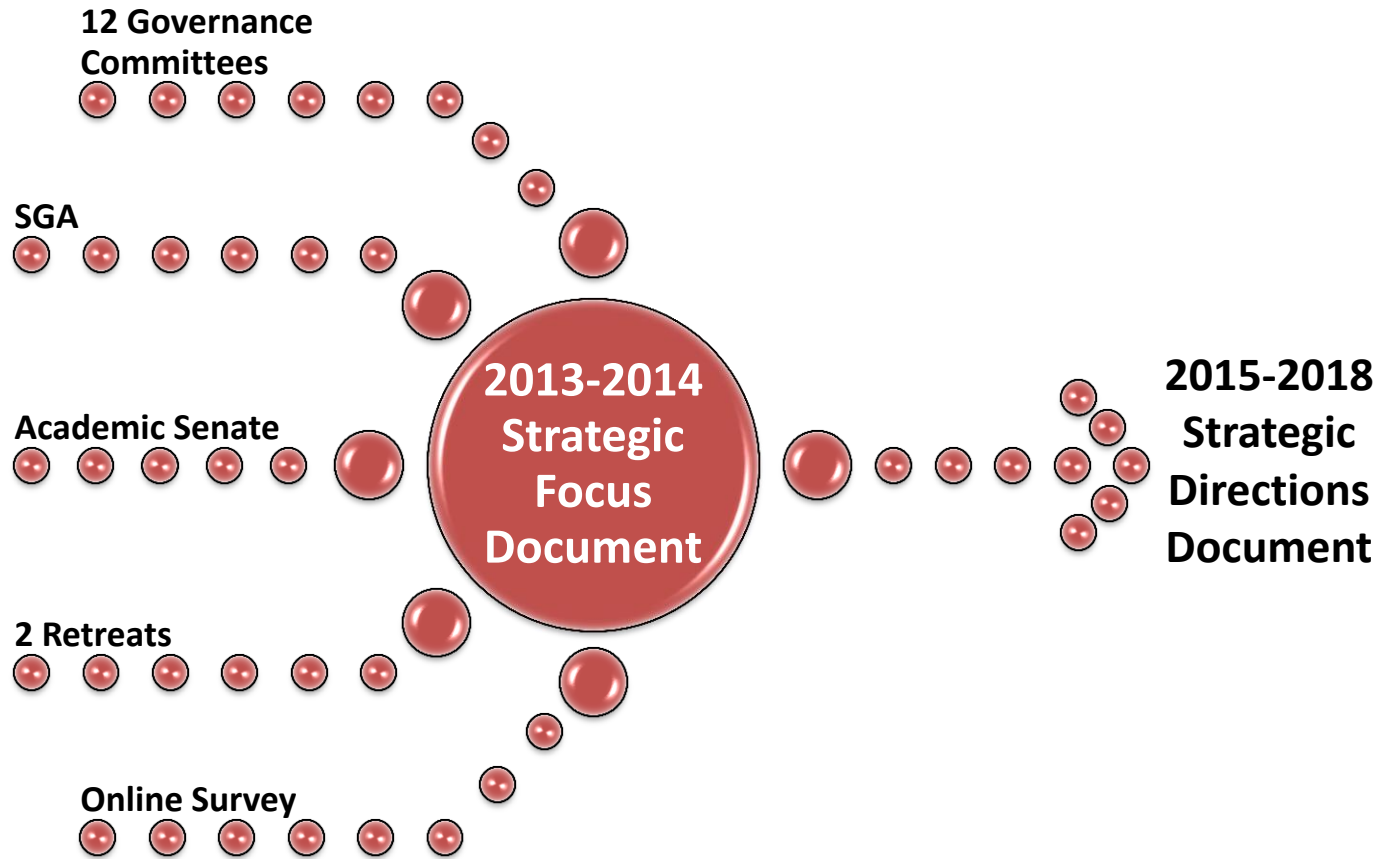 12 Governance
Committees
SGA
Academic Senate
2 Retreats
Online Survey
2013-2014
Strategic
Focus
Document
2015-2018
Strategic
Directions
Document